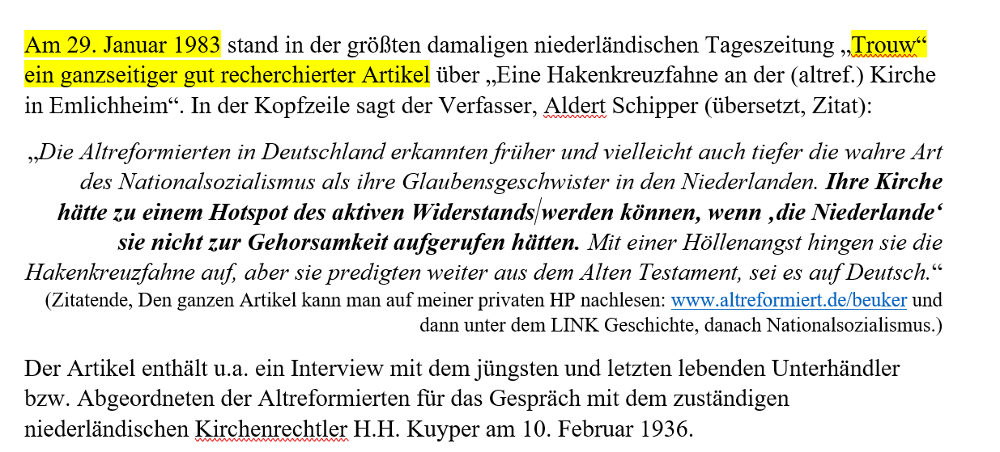 Am 29. Januar 1983 stand in der größten damaligen niederländischen Tageszeitung „Trouw“
ein ganzseitiger gut recherchierter Artikel über „Eine Hakenkreuzfahne an der (altref.) Kirche
in Emlichheim“. In der Kopfzeile sagt der Verfasser, Aldert Schipper (übersetzt, Zitat):
„Die Altreformierten in Deutschland erkannten früher und vielleicht auch tiefer die wahre Art
des Nationalsozialismus als ihre Glaubensgeschwister in den Niederlanden. Ihre Kirche
hätte zu einem Hotspot des aktiven Widerstands werden können, wenn ‚die Niederlande‘
sie nicht zur Gehorsamkeit aufgerufen hätten. Mit einer Höllenangst hingen sie die
Hakenkreuzfahne auf, aber sie predigten weiter aus dem Alten Testament, sei es auf Deutsch.“
(Zitatende, Den ganzen Artikel kann man auf meiner privaten HP nachlesen: www.altreformiert.de/beuker und
dann unter dem LINK Geschichte, danach Nationalsozialismus.)
Der Artikel enthält u.a. ein Interview mit dem jüngsten und letzten lebenden Unterhändler
bzw. Abgeordneten der Altreformierten für das Gespräch mit dem zuständigen
niederländischen Kirchenrechtler H.H. Kuyper am 10. Februar 1936.